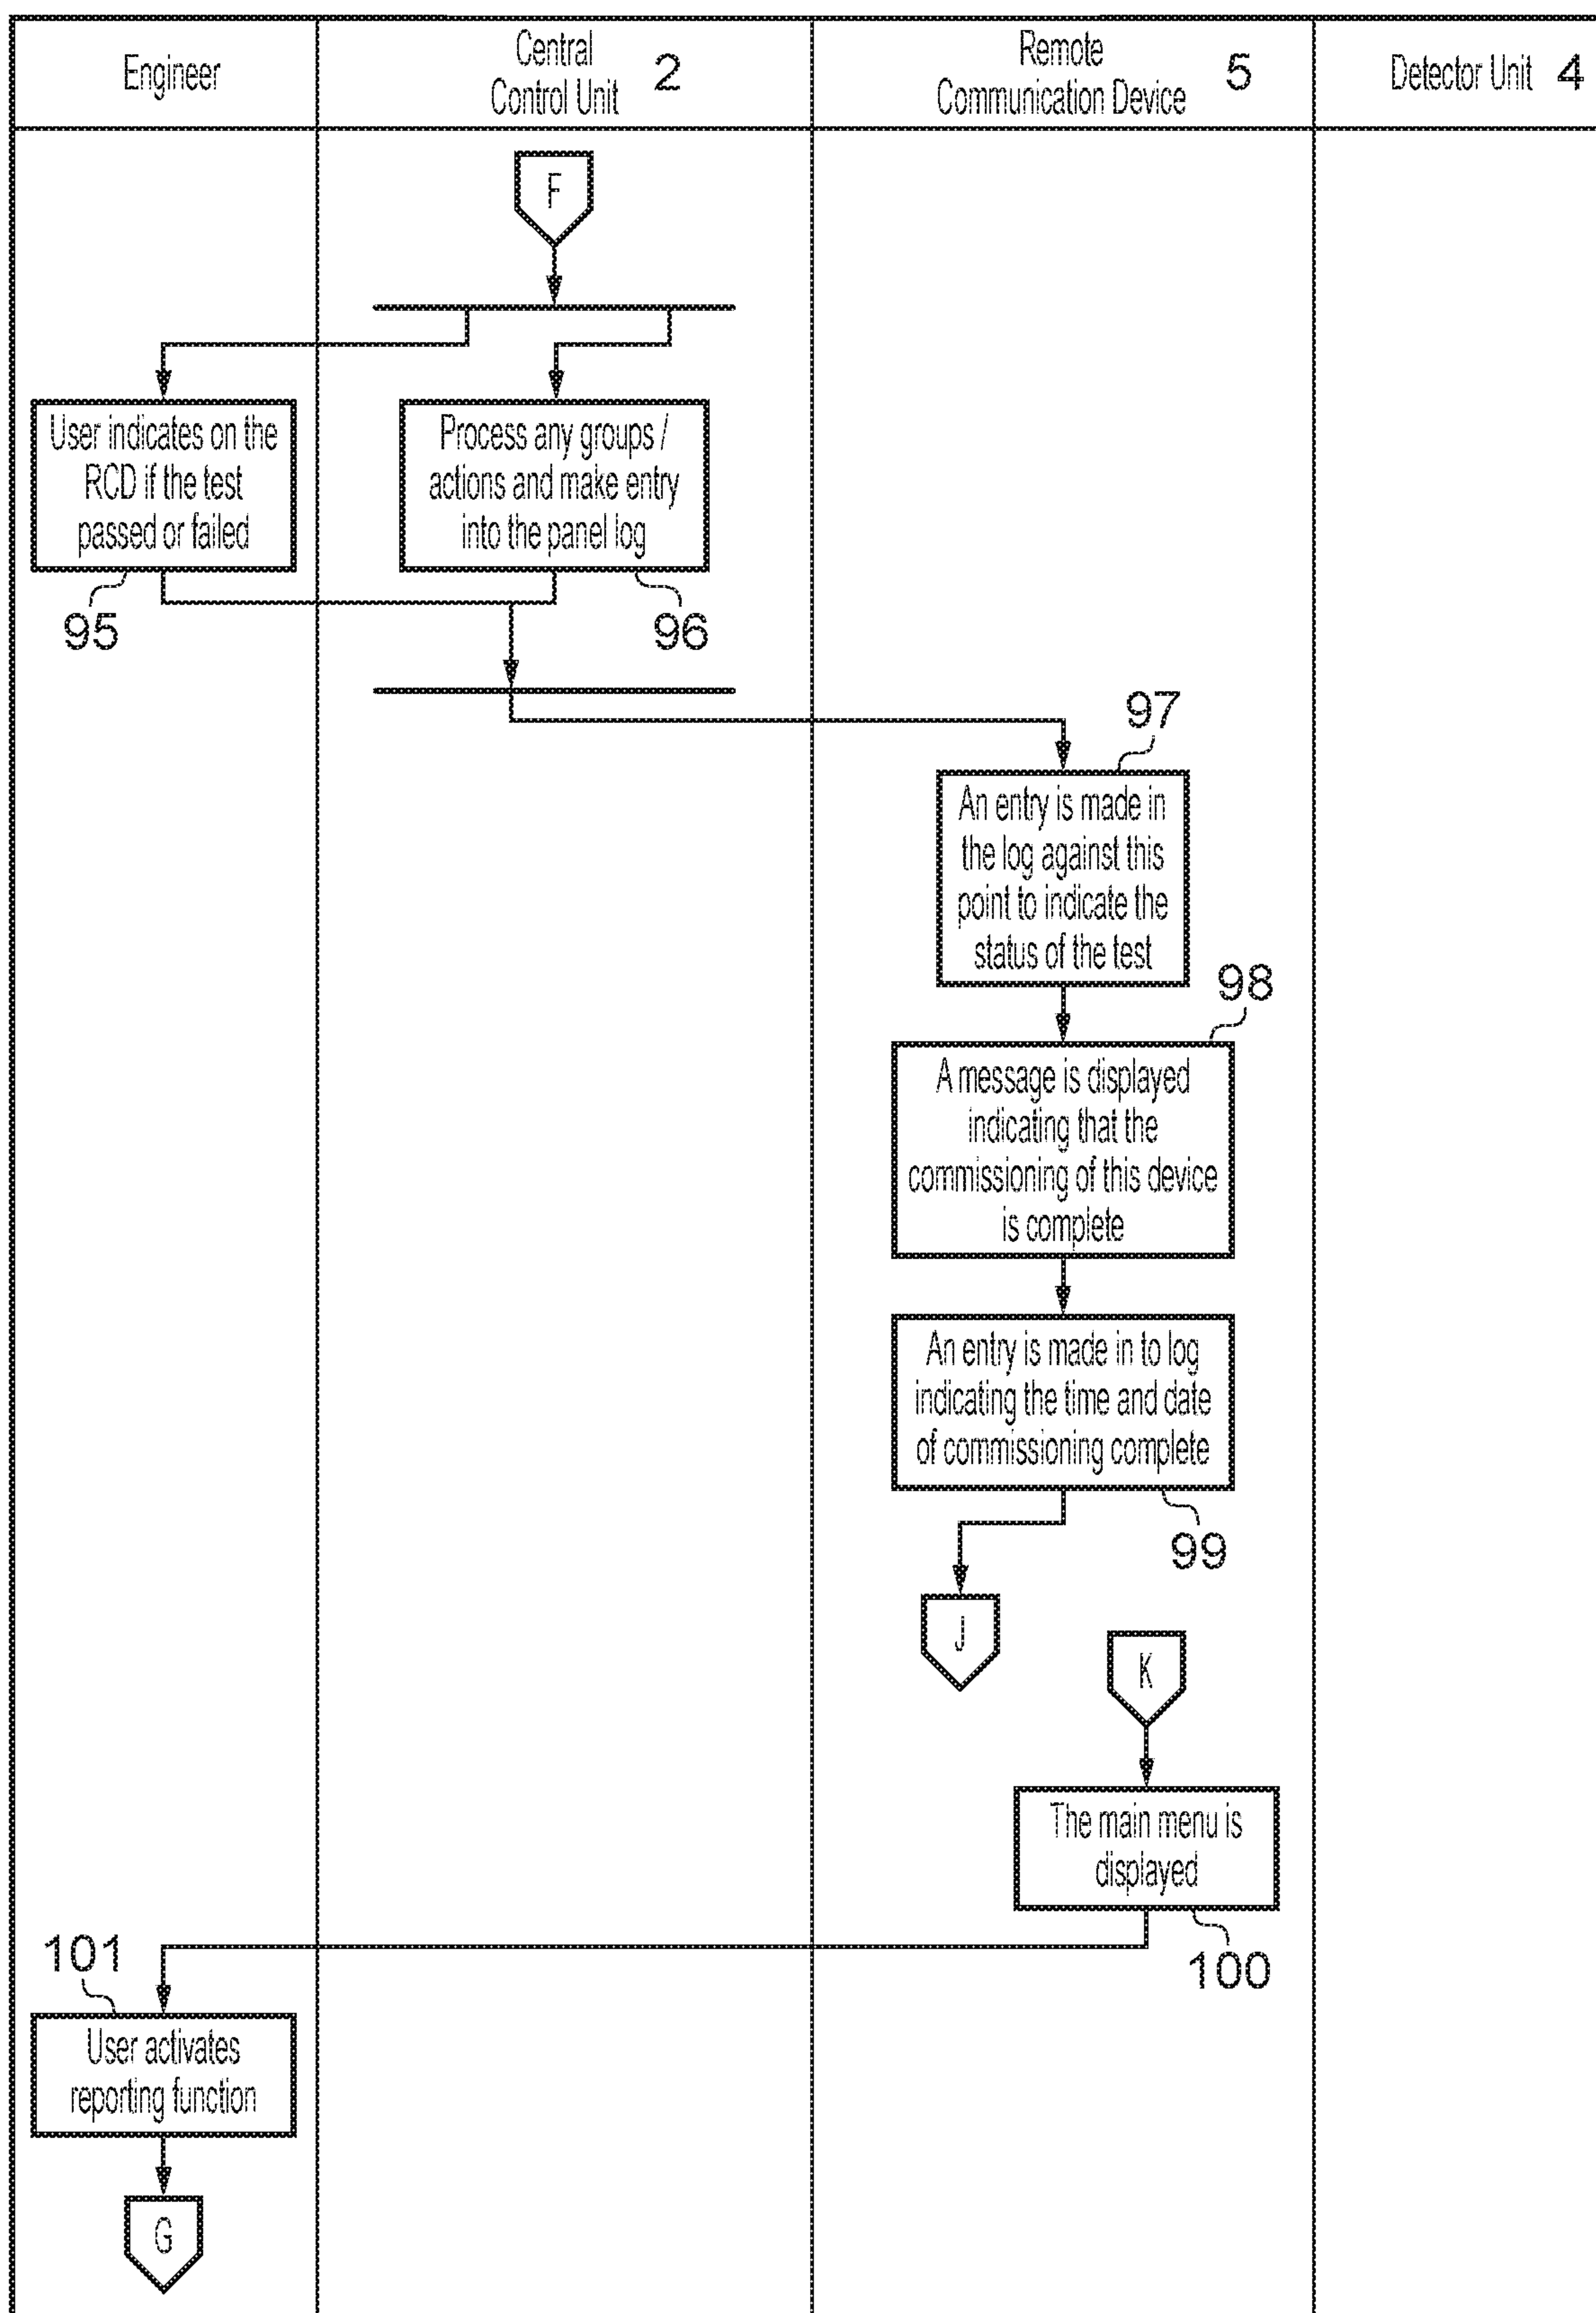 Engineer
Central
Control Unit 2
Remote
Communication Device 5
Detector Unit 4
F
User indicates on the
RCD if the test
passed or failed
95
Process any groups /
actions and make entry
into the panel log
96
97
An entry is made in
the log against this
point to indicate the
status of the test
98
A message is displayed
indicating that the
commissioning of this device
is complete
An entry is made in to log
indicating the time and date
of commissioning complete
99
J
K
The main menu is
displayed
100
101
User activates
reporting function
G